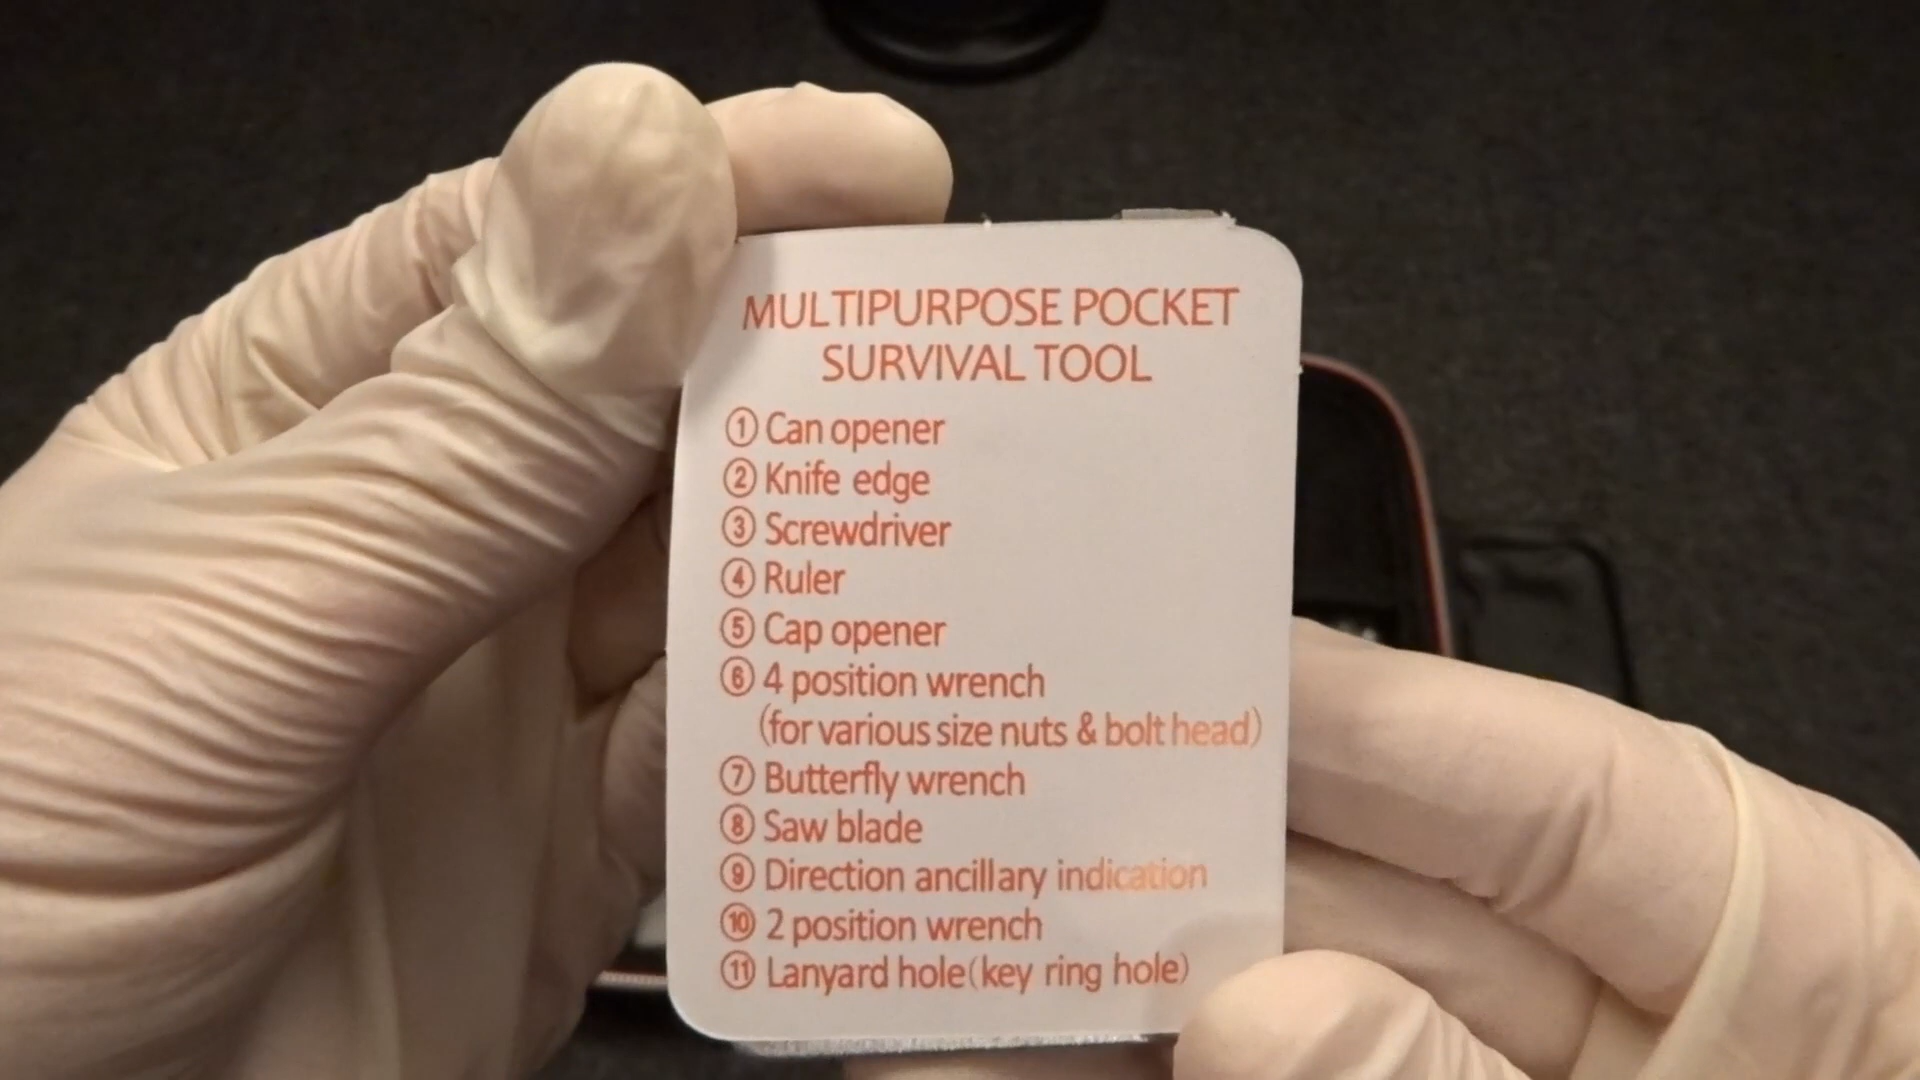 MULTIPURPOSE POCKET
SURVIVAL TOOL
① Can opener
② Knife edge
③ Screwdriver
④ Ruler
⑤ Cap opener
⑥ 4 position wrench
(for various size nuts & bolt head)
⑦ Butterfly wrench
⑧ Saw blade
⑨ Direction ancillary indication
⑩ 2 position wrench
⑪ Lanyard hole(key ring hole)